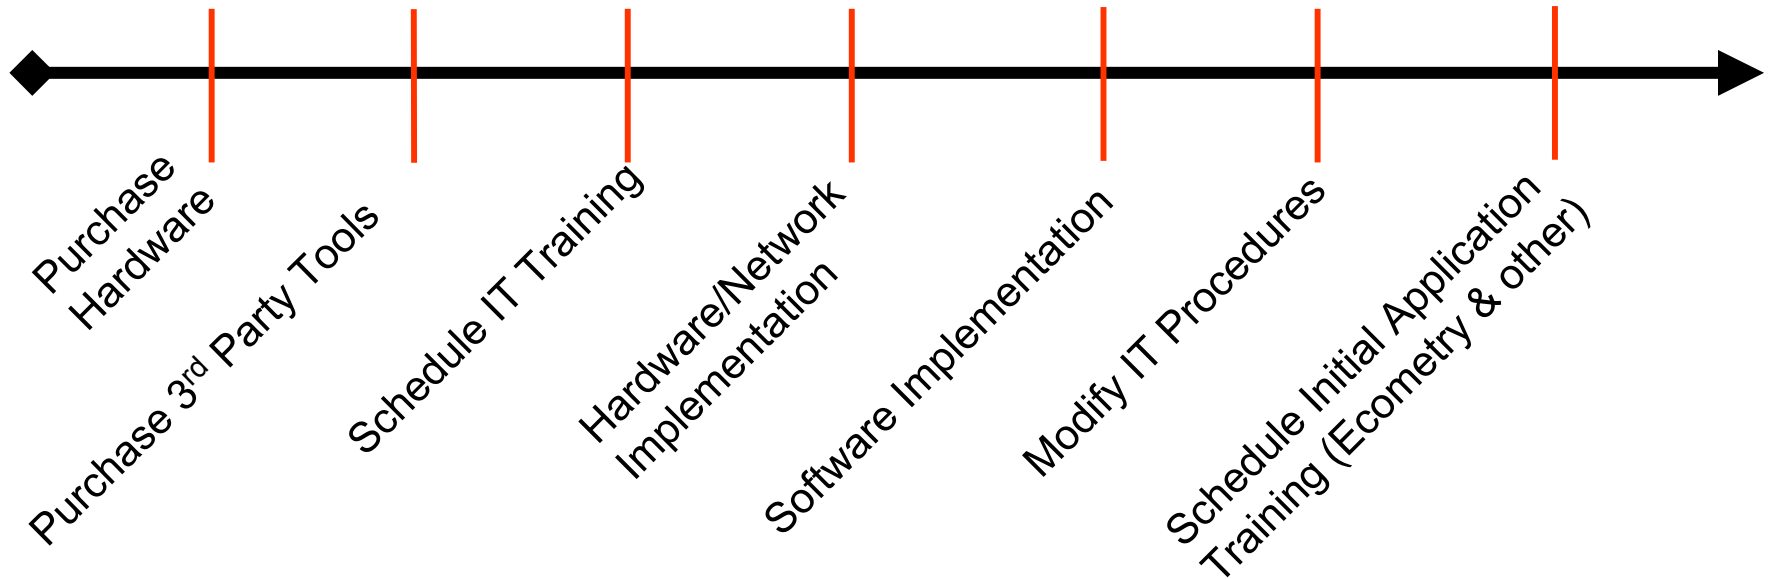 Purchase
Hardware
Purchase 3rd Party Tools
Schedule IT Training
Hardware/Network
Implementation
Software Implementation
Modify IT Procedures
Schedule Initial Application
Training (Ecometry & other)